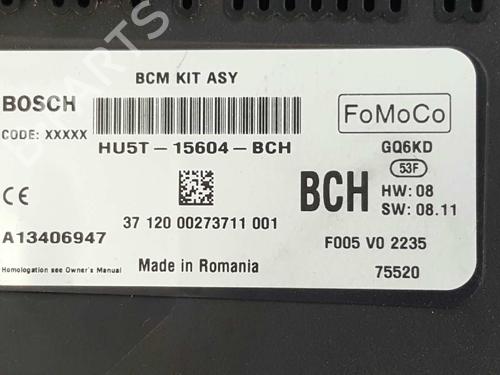 BCM KIT ASY
BOSCH
FoMoCo
CODE: XXXXX
HU5T-15604-BCH
GQ6KD
53F
CE
BCH
HW: 08
SW: 08.11
37 120 00273711 001
A13406947
F005 V0 2235
Homologation see Owner's Manual
Made in Romania
75520